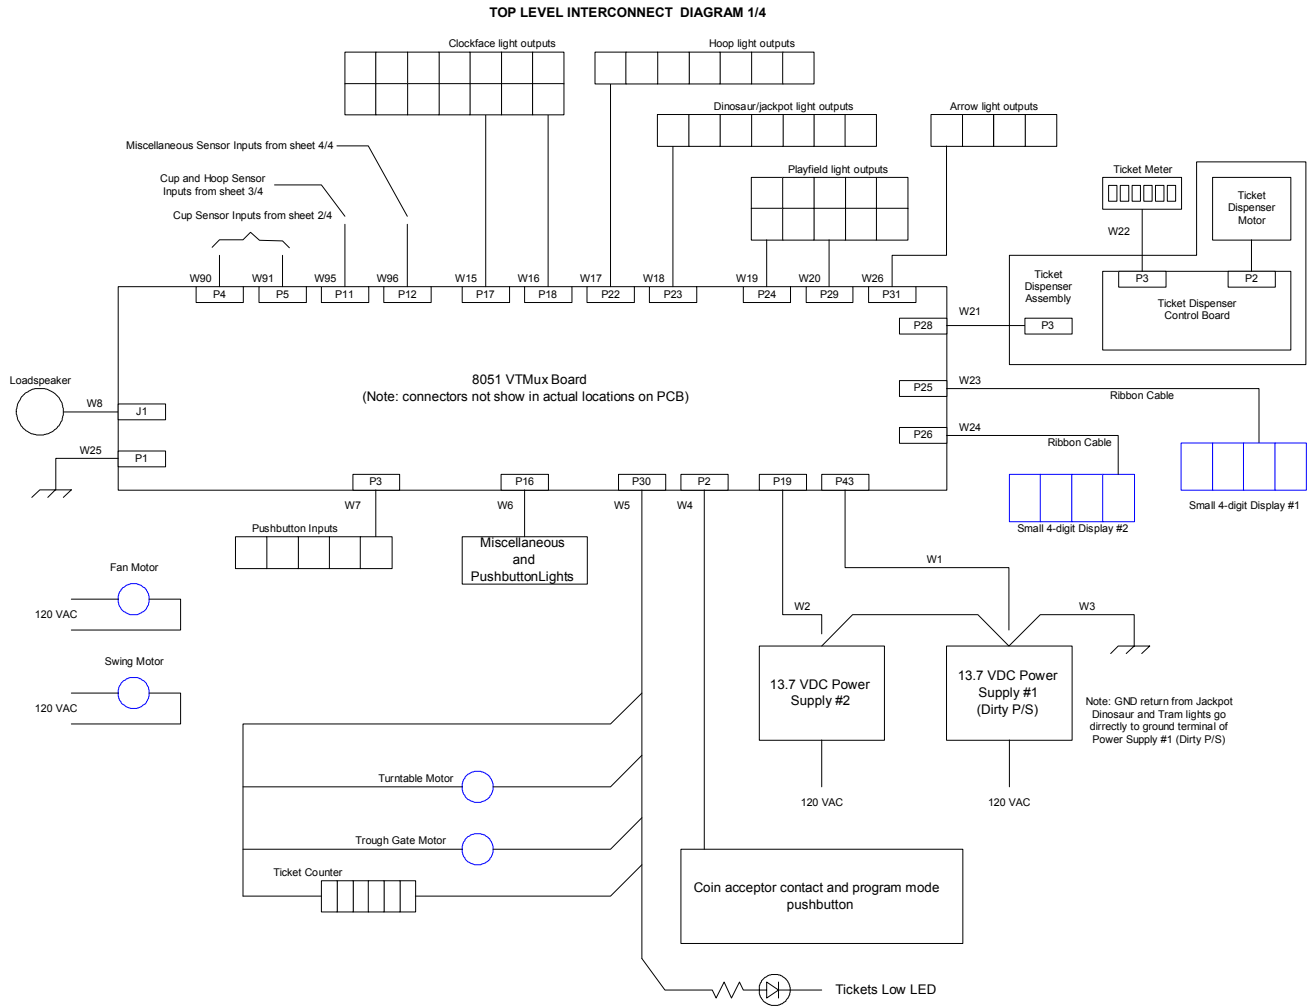 TOP LEVEL INTERCONNECT DIAGRAM 1/4
Clockface light outputs
Hoop light outputs
Dinosaur/jackpot light outputs
Arrow light outputs
Miscellaneous Sensor Inputs from sheet 4/4
Cup and Hoop Sensor
Inputs from sheet 3/4
Cup Sensor Inputs from sheet 2/4
Playfield light outputs
Ticket Meter
Ticket
Dispenser
Motor
W22
W90
W91
W95
W96
W15
W16
W17
W18
W19
W20
W26
P4
P5
P11
P12
P17
P18
P22
P23
P24
P29
P31
P3
P2
Ticket
Dispenser
Assembly
Ticket Dispenser
Control Board
P28
W21
P3
8051 VTMux Board
(Note: connectors not show in actual locations on PCB)
Loadspeaker
W8
J1
W25
P1
P25
W23
Ribbon Cable
P26
W24
Ribbon Cable
P3
P16
P30
P2
P19
P43
W7
W6
W5
W4
Small 4-digit Display #1
Small 4-digit Display #2
Pushbutton Inputs
Miscellaneous
and
PushbuttonLights
Fan Motor
120 VAC
W1
W2
W3
Swing Motor
120 VAC
13.7 VDC Power
Supply #2
13.7 VDC Power
Supply #1
(Dirty P/S)
Note: GND return from Jackpot
Dinosaur and Tram lights go
dirrectly to ground terminal of
Power Supply #1 (Dirty P/S)
120 VAC
120 VAC
Turntable Motor
Trough Gate Motor
Ticket Counter
Coin acceptor contact and program mode
pushbutton
Tickets Low LED